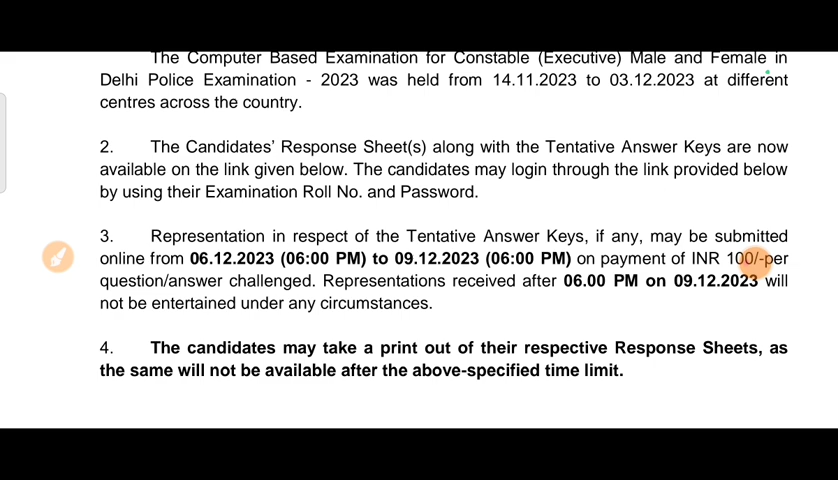 The Computer Based Examination for Constable (Executive) Male and Female in
Delhi Police Examination - 2023 was held from 14.11.2023 to 03.12.2023 at different
centres across the country.
2. The Candidates' Response Sheet(s) along with the Tentative Answer Keys are now
available on the link given below. The candidates may login through the link provided below
by using their Examination Roll No. and Password.
3. Representation in respect of the Tentative Answer Keys, if any, may be submitted
online from 06.12.2023 (06:00 PM) to 09.12.2023 (06:00 PM) on payment of INR 100/-per
question/answer challenged. Representations received after 06.00 PM on 09.12.2023 will
not be entertained under any circumstances.
4. The candidates may take a print out of their respective Response Sheets, as
the same will not be available after the above-specified time limit.